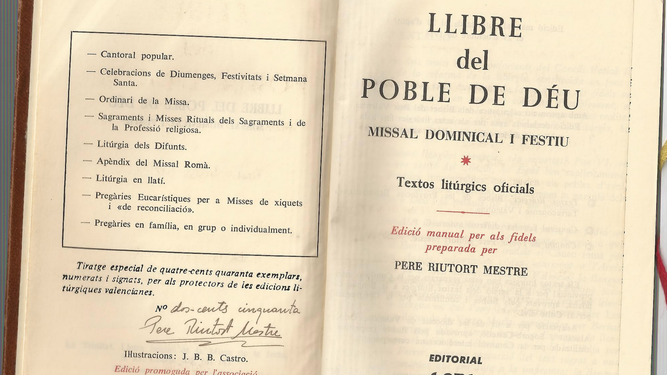 — Cantoral popular.
— Celebracions de Diumenges, Festivitats i Setmana
Santa.
— Ordinari de la Missa.
— Sagraments i Misses Rituals dels Sagraments i de
la Professió religiosa.
— Litúrgia dels Difunts.
— Apèndix del Missal Romà.
— Litúrgia en llatí.
— Pregàries Eucarístiques per a Misses de xiquets
i «de reconciliació».
— Pregàries en família, en grup o individualment.
Tiratge especial de quatre-cents quaranta exemplars,
numerats i signats, per als protectors de les edicions li-
túrgiques valencianes.
Nº dos-cents cinquanta
Pere Riutort Mestre
Il·lustracions: J. B. B. Castro.
Edició promoguda per l'associació
LLIBRE
del
POBLE DE DÉU
MISSAL DOMINICAL I FESTIU
Textos litúrgics oficials
Edició manual per als fidels
preparada per
PERE RIUTORT MESTRE
EDITORIAL